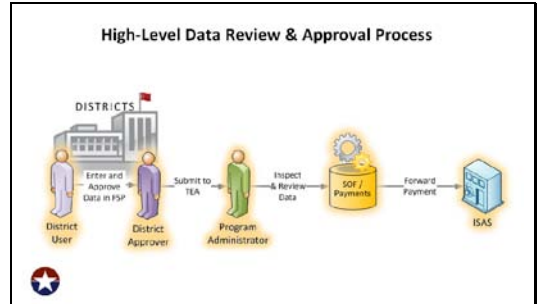 High-Level Data Review & Approval Process
DISTRICTS
Enter and
Approve
Data in FSP
Submit to
TEA
Inspect
& Review
Data
SOF /
Payments
Forward
Payment
District
User
District
Approver
Program
Administrator
ISAS